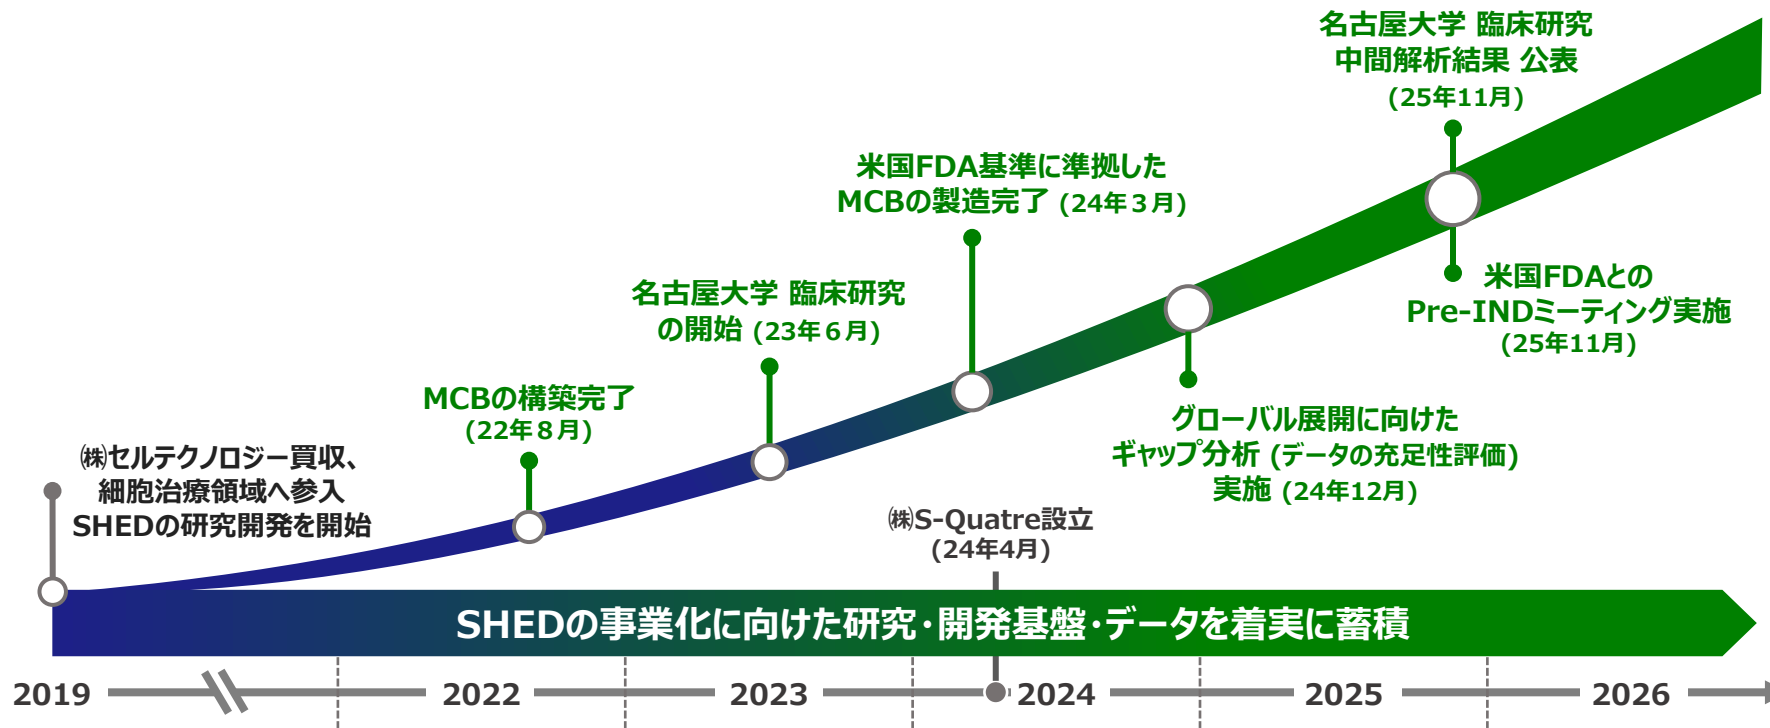 名古屋大学 臨床研究
中間解析結果 公表
(25年11月)
米国FDA基準に準拠した
MCBの製造完了 (24年３月)
名古屋大学 臨床研究
の開始 (23年６月)
米国FDAとの
Pre-INDミーティング実施
(25年11月)
MCBの構築完了
(22年８月)
グローバル展開に向けた
ギャップ分析 (データの充足性評価)
実施 (24年12月)
㈱セルテクノロジー買収、
細胞治療領域へ参入
SHEDの研究開発を開始
㈱S-Quatre設立
(24年4月)
SHEDの事業化に向けた研究・開発基盤・データを着実に蓄積
2019 2022 2023 2024 2025 2026